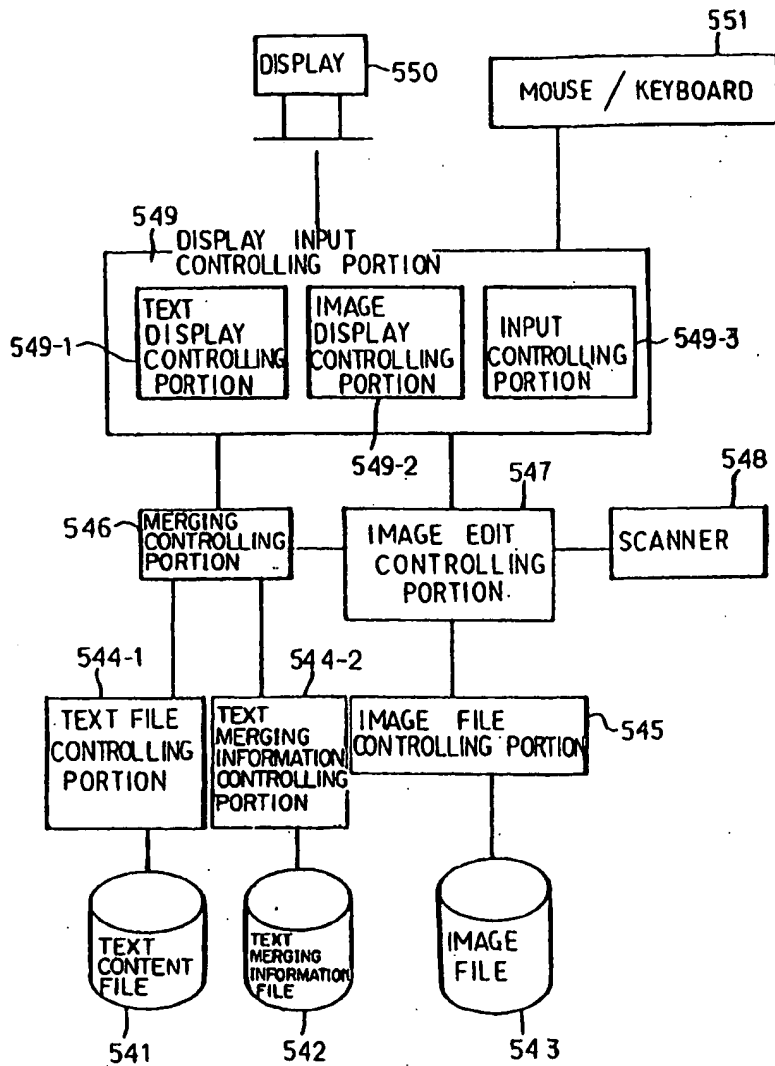 DISPLAY
550
551
MOUSE / KEYBOARD
549
DISPLAY INPUT
CONTROLLING PORTION
TEXT
DISPLAY
CONTROLLING
PORTION
549-1
IMAGE
DISPLAY
CONTROLLING
PORTION
549-2
INPUT
CONTROLLING
PORTION
549-3
546
MERGING
CONTROLLING
PORTION
547
IMAGE EDIT
CONTROLLING
PORTION.
548
SCANNER
544-1
TEXT FILE
CONTROLLING
PORTION
544-2
TEXT
MERGING
INFORMATION
CONTROLLING
PORTION
IMAGE FILE
CONTROLLING PORTION
545
TEXT
CONTENT
FILE
541
TEXT
MERGING
INFORMATION
FILE
542
IMAGE
FILE
543